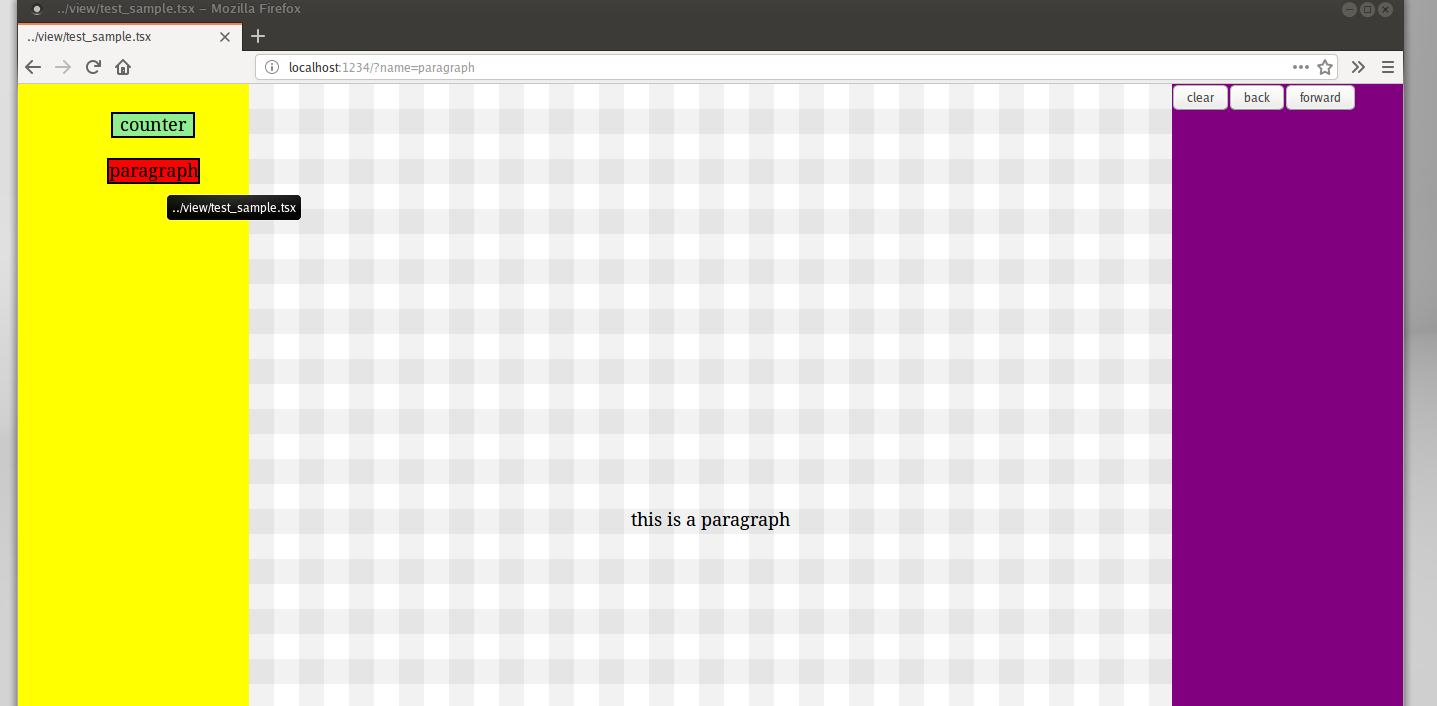 ../view/test_sample.tsx – Mozilla Firefox
../view/test_sample.tsx
localhost:1234/?name=paragraph
clear back forward
counter
paragraph
../view/test_sample.tsx
this is a paragraph